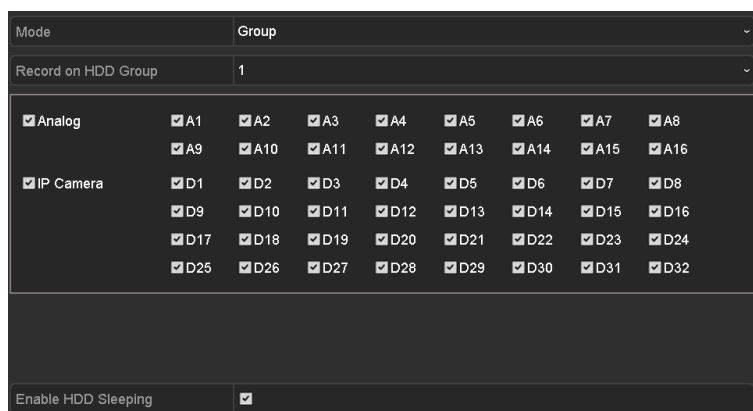 Mode Group
Record on HDD Group 1
Analog A1 A2 A3 A4 A5 A6 A7 A8
A9 A10 A11 A12 A13 A14 A15 A16
IP Camera D1 D2 D3 D4 D5 D6 D7 D8
D9 D10 D11 D12 D13 D14 D15 D16
D17 D18 D19 D20 D21 D22 D23 D24
D25 D26 D27 D28 D29 D30 D31 D32
Enable HDD Sleeping